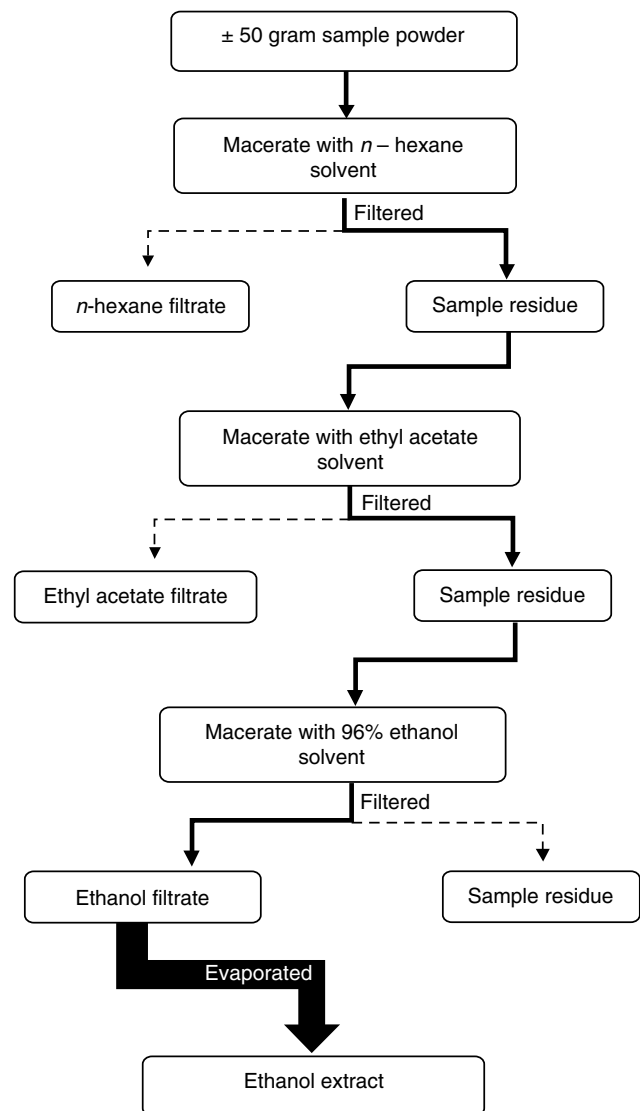 ± 50 gram sample powder
Macerate with n – hexane
solvent
Filtered
n-hexane filtrate
Sample residue
Macerate with ethyl acetate
solvent
Filtered
Ethyl acetate filtrate
Sample residue
Macerate with 96% ethanol
solvent
Filtered
Ethanol filtrate
Sample residue
Evaporated
Ethanol extract